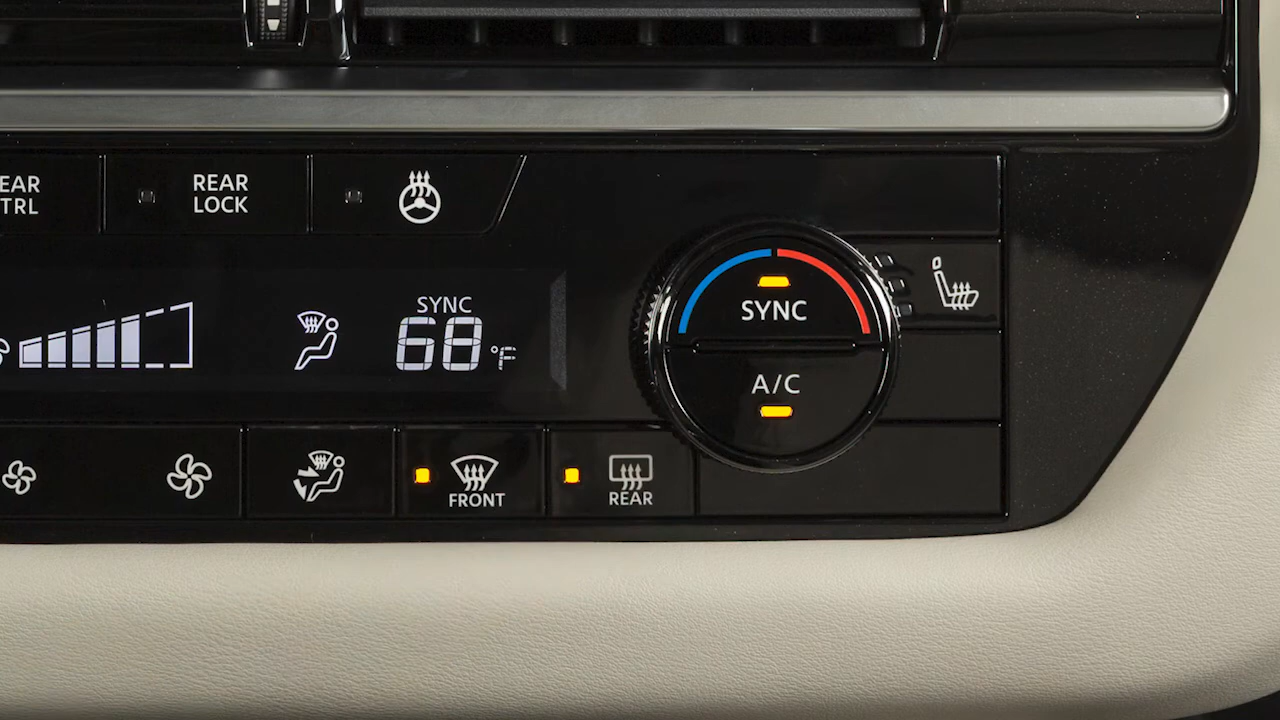 EAR
TRL
REAR
LOCK
SYNC
68°F
SYNC
A/C
FRONT
REAR